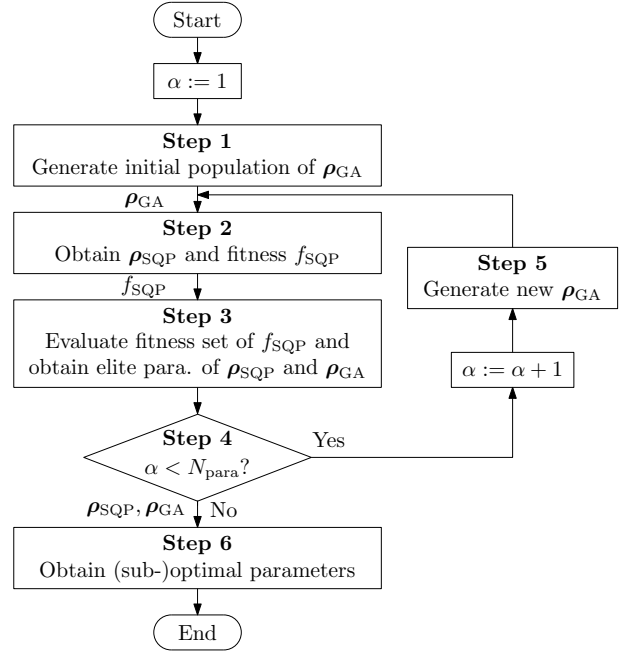 Start
α := 1
Step 1
Generate initial population of ρ_GA
ρ_GA
Step 2
Obtain ρ_SQP and fitness f_SQP
f_SQP
Step 3
Evaluate fitness set of f_SQP and
obtain elite para. of ρ_SQP and ρ_GA
Step 4
α < N_para?
Yes
α := α + 1
Step 5
Generate new ρ_GA
ρ_SQP, ρ_GA
No
Step 6
Obtain (sub-)optimal parameters
End